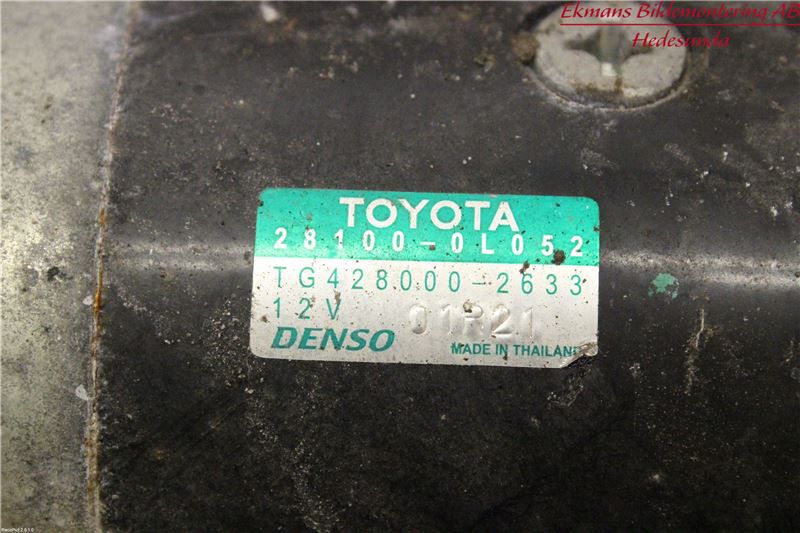 Ekmans Bildemontering AB
Hedesunda
TOYOTA
28100-0L052
TG428000-2633
12V 01R21
DENSO MADE IN THAILAND